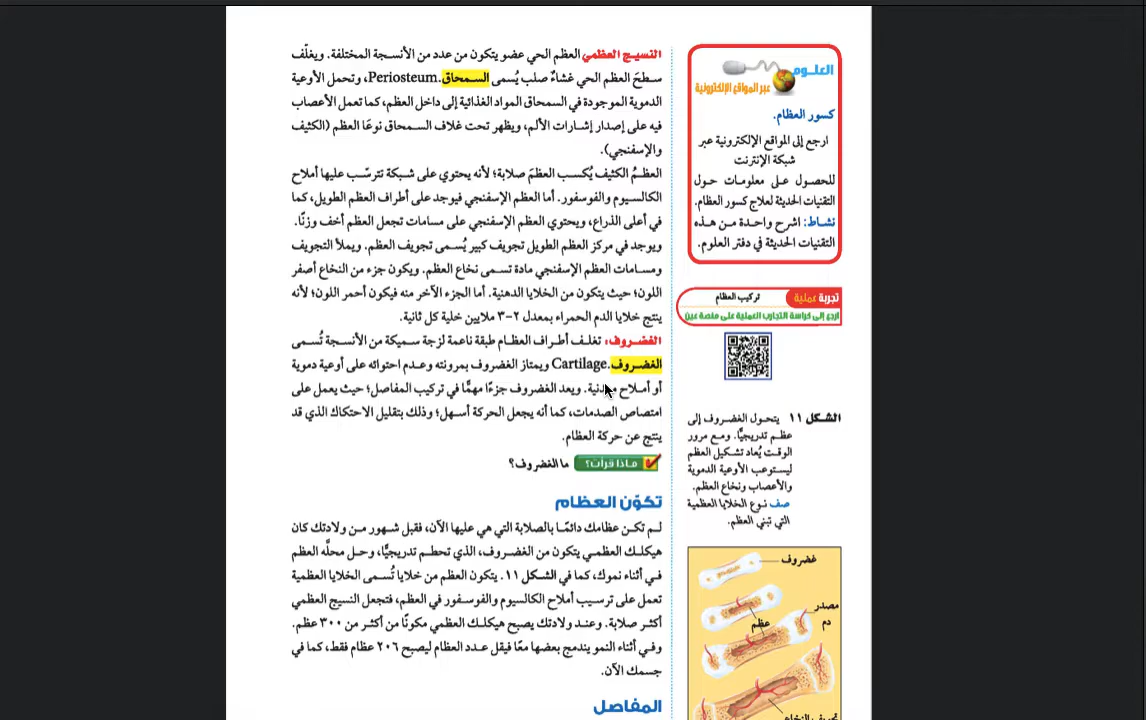 النسيج العظمي العظم الحي عضو يتكون من عدد من الأنسجة المختلفة. ويغلّف
سطحَ العظم الحي غشاءٌ صلب يُسمى السمحاق.Periosteum، وتحمل الأوعية
الدموية الموجودة في السمحاق المواد الغذائية إلى داخل العظم، كما تعمل الأعصاب
فيه على إصدار إشارات الألم، ويظهر تحت غلاف السمحاق نوعًا العظم (الكثيف
والإسفنجي).
العظمُ الكثيف يُكسب العظمَ صلابة؛ لأنه يحتوي على شبكة تترسّب عليها أملاح
الكالسيوم والفوسفور. أما العظم الإسفنجي فيوجد على أطراف العظم الطويل، كما
في أعلى الذراع، ويحتوي العظم الإسفنجي على مسامات تجعل العظم أخف وزنًا.
ويوجد في مركز العظم الطويل تجويف كبير يُسمى تجويف العظم. ويملأ التجويف
ومسامات العظم الإسفنجي مادة تسمى نخاع العظم. ويكون جزء من النخاع أصفر
اللون؛ حيث يتكون من الخلايا الدهنية. أما الجزء الآخر منه فيكون أحمر اللون؛ لأنه
ينتج خلايا الدم الحمراء بمعدل ٢-٣ ملايين خلية كل ثانية.
الغضروف: تغلف أطراف العظام طبقة ناعمة لزجة سميكة من الأنسجة تُسمى
الغضروف.Cartilage ويمتاز الغضروف بمرونته وعدم احتوائه على أوعية دموية
أو أملاح معدنية. ويعد الغضروف جزءًا مهمًّا في تركيب المفاصل؛ حيث يعمل على
امتصاص الصدمات، كما أنه يجعل الحركة أسهل؛ وذلك بتقليل الاحتكاك الذي قد
ينتج عن حركة العظام.
ماذا قرأت؟ ما الغضروف؟
تكوّن العظام
لم تكن عظامك دائمًا بالصلابة التي هي عليها الآن، فقبل شهور من ولادتك كان
هيكلك العظمي يتكون من الغضروف، الذي تحطم تدريجيًّا، وحل محلَّه العظم
في أثناء نموك، كما في الشكل ١١. يتكون العظم من خلايا تُسمى الخلايا العظمية
تعمل على ترسيب أملاح الكالسيوم والفوسفور في العظم، فتجعل النسيج العظمي
أكثر صلابة. وعند ولادتك يصبح هيكلك العظمي مكونًا من أكثر من ٣٠٠ عظم.
وفي أثناء النمو يندمج بعضها معًا فيقل عدد العظام ليصبح ٢٠٦ عظام فقط، كما في
جسمك الآن.
المفاصل
العلوم
عبر المواقع الإلكترونية
كسور العظام.
ارجع إلى المواقع الإلكترونية عبر
شبكة الإنترنت
للحصول على معلومات حول
التقنيات الحديثة لعلاج كسور العظام.
نشاط: اشرح واحدة من هذه
التقنيات الحديثة في دفتر العلوم.
تجربة عملية تركيب العظام
ارجع إلى كراسة التجارب العملية على منصة عين
الشكل ١١ يتحول الغضروف إلى
عظم تدريجيًّا. ومع مرور
الوقت يُعاد تشكيل العظم
ليستوعب الأوعية الدموية
والأعصاب ونخاع العظم.
صف نوع الخلايا العظمية
التي تبني العظم.
غضروف
مصدر
دم
عظم
تجويف النخاع